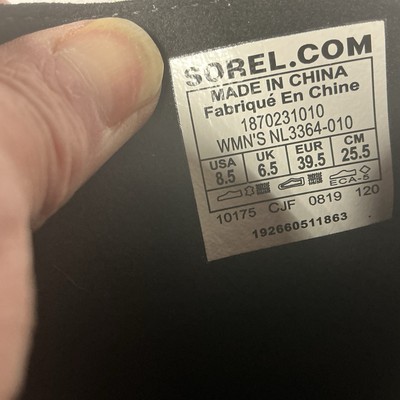 SOREL.COM
MADE IN CHINA
Fabriqué En Chine
1870231010
WMN'S NL3364-010
USA UK EUR CM
8.5 6.5 39.5 25.5
ECA-5
10175 CJF 0819 120
192660511863